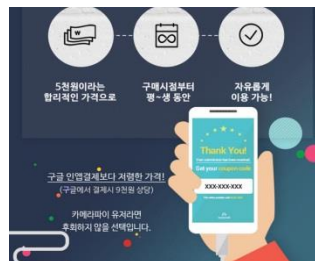 5천원이라는
합리적인 가격으로
구매시점부터
평~생 동안
자유롭게
이용 가능!
Thank You!
Get your coupon code
XXX-XXX-XXX
구글 인앱결제보다 저렴한 가격!
(구글에서 결제시 9천원 상당)
카메라파이 유저라면
후회하지 않을 선택입니다.